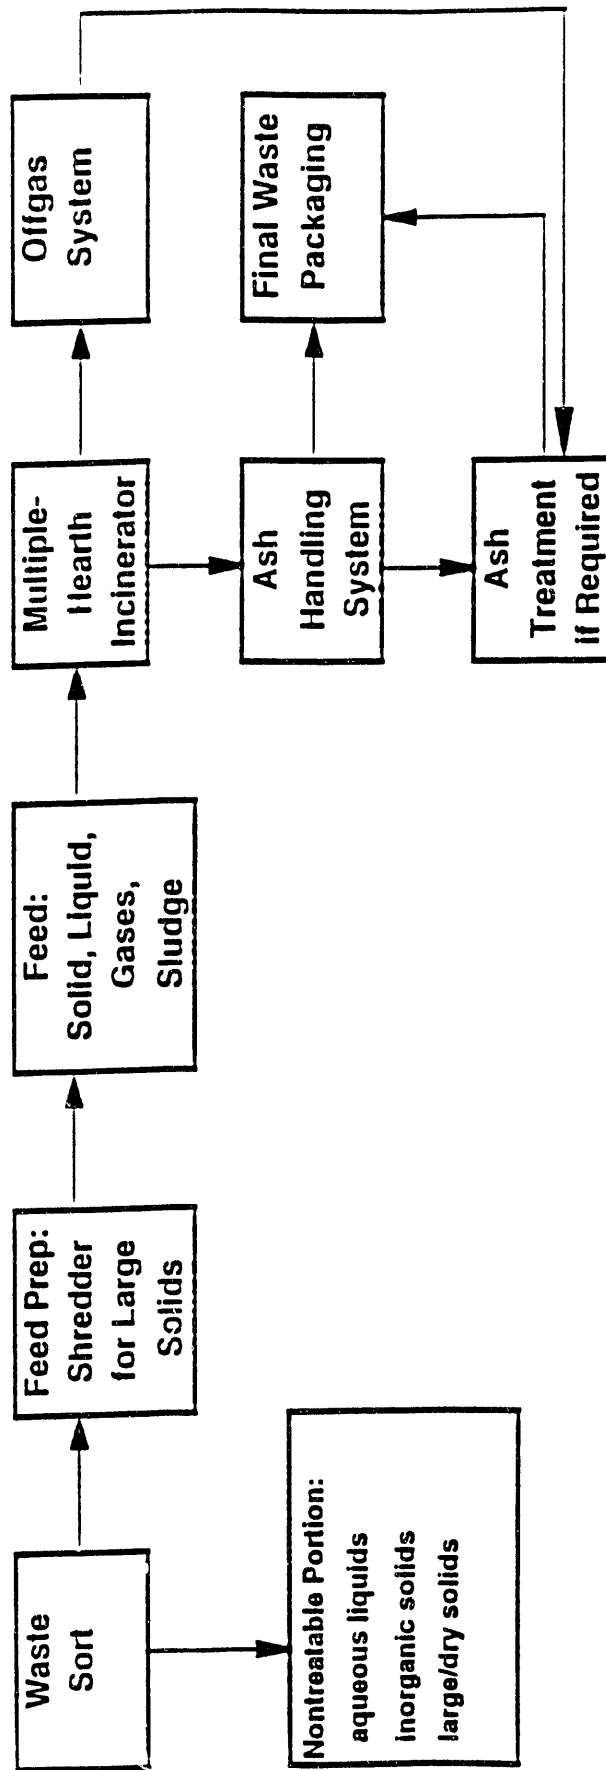 Waste
Sort
Nontreatable Portion:
aqueous liquids
inorganic solids
large/dry solids
Feed Prep:
Shredder
for Large
Solids
Feed:
Solid, Liquid,
Gases,
Sludge
Multiple-
Hearth
Incinerator
Offgas
System
Ash
Handling
System
Final Waste
Packaging
Ash
Treatment
if Required